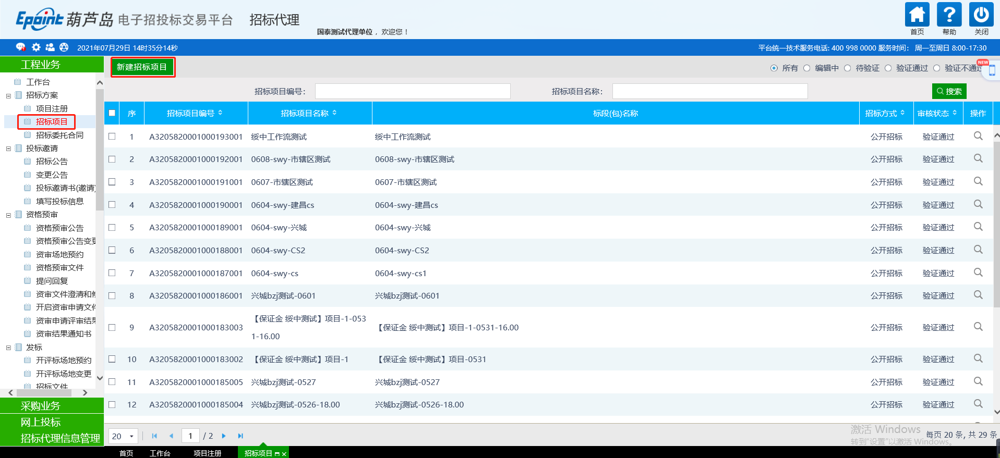 Epoint 葫芦岛 电子招投标交易平台 招标代理
国泰测试代理单位 ，欢迎您！
首页 帮助 关闭
2021年07月29日 14时35分14秒
平台统一技术服务电话: 400 998 0000 服务时间： 周一至周日 8:00-17:30
工程业务
工作台
招标方案
项目注册
招标项目
招标委托合同
投标邀请
招标公告
变更公告
投标邀请书(邀请)
填写投标信息
资格预审
资格预审公告
资格预审公告变更
资审场地预约
资格预审文件
提问回复
资审文件澄清和修
开启资审申请文件
资审申请评审结果
资审结果通知书
发标
开评标场地预约
开评标场地变更
招标文件
采购业务
网上投标
招标代理信息管理
新建招标项目
所有 编辑中 待验证 验证通过 验证不通过
NEW
招标项目编号： 招标项目名称： 搜索
序 招标项目编号 招标项目名称 标段(包)名称 招标方式 审核状态 操作
1 A3205820001000193001 绥中工作流测试 绥中工作流测试 公开招标 验证通过
2 A3205820001000192001 0608-swy-市辖区测试 0608-swy-市辖区测试 公开招标 验证通过
3 A3205820001000191001 0607-市辖区测试 0607-市辖区测试 公开招标 验证通过
4 A3205820001000190001 0604-swy-建昌cs 0604-swy-建昌cs 公开招标 验证通过
5 A3205820001000189001 0604-swy-兴城 0604-swy-兴城 公开招标 验证通过
6 A3205820001000188001 0604-swy-CS2 0604-swy-CS2 公开招标 验证通过
7 A3205820001000187001 0604-swy-cs 0604-swy-cs1 公开招标 验证通过
8 A3205820001000186001 兴城bzj测试-0601 兴城bzj测试-0601 公开招标 验证通过
9 A3205820001000183003 【保证金 绥中测试】项目-1-053
1-16.00 【保证金 绥中测试】项目-1-0531-16.00 公开招标 验证通过
10 A3205820001000183002 【保证金 绥中测试】项目-1 【保证金 绥中测试】项目-0531 公开招标 验证通过
11 A3205820001000185005 兴城bzj测试-0527 兴城bzj测试-0527 公开招标 验证通过
12 A3205820001000185004 兴城bzj测试-0526-18.00 兴城bzj测试-0526-18.00 公开招标 验证通过
20 1 / 2
激活 Windows
每页 20 条, 共 29 条
转到"设置"以激活 Windows。
首页 工作台 项目注册 招标项目